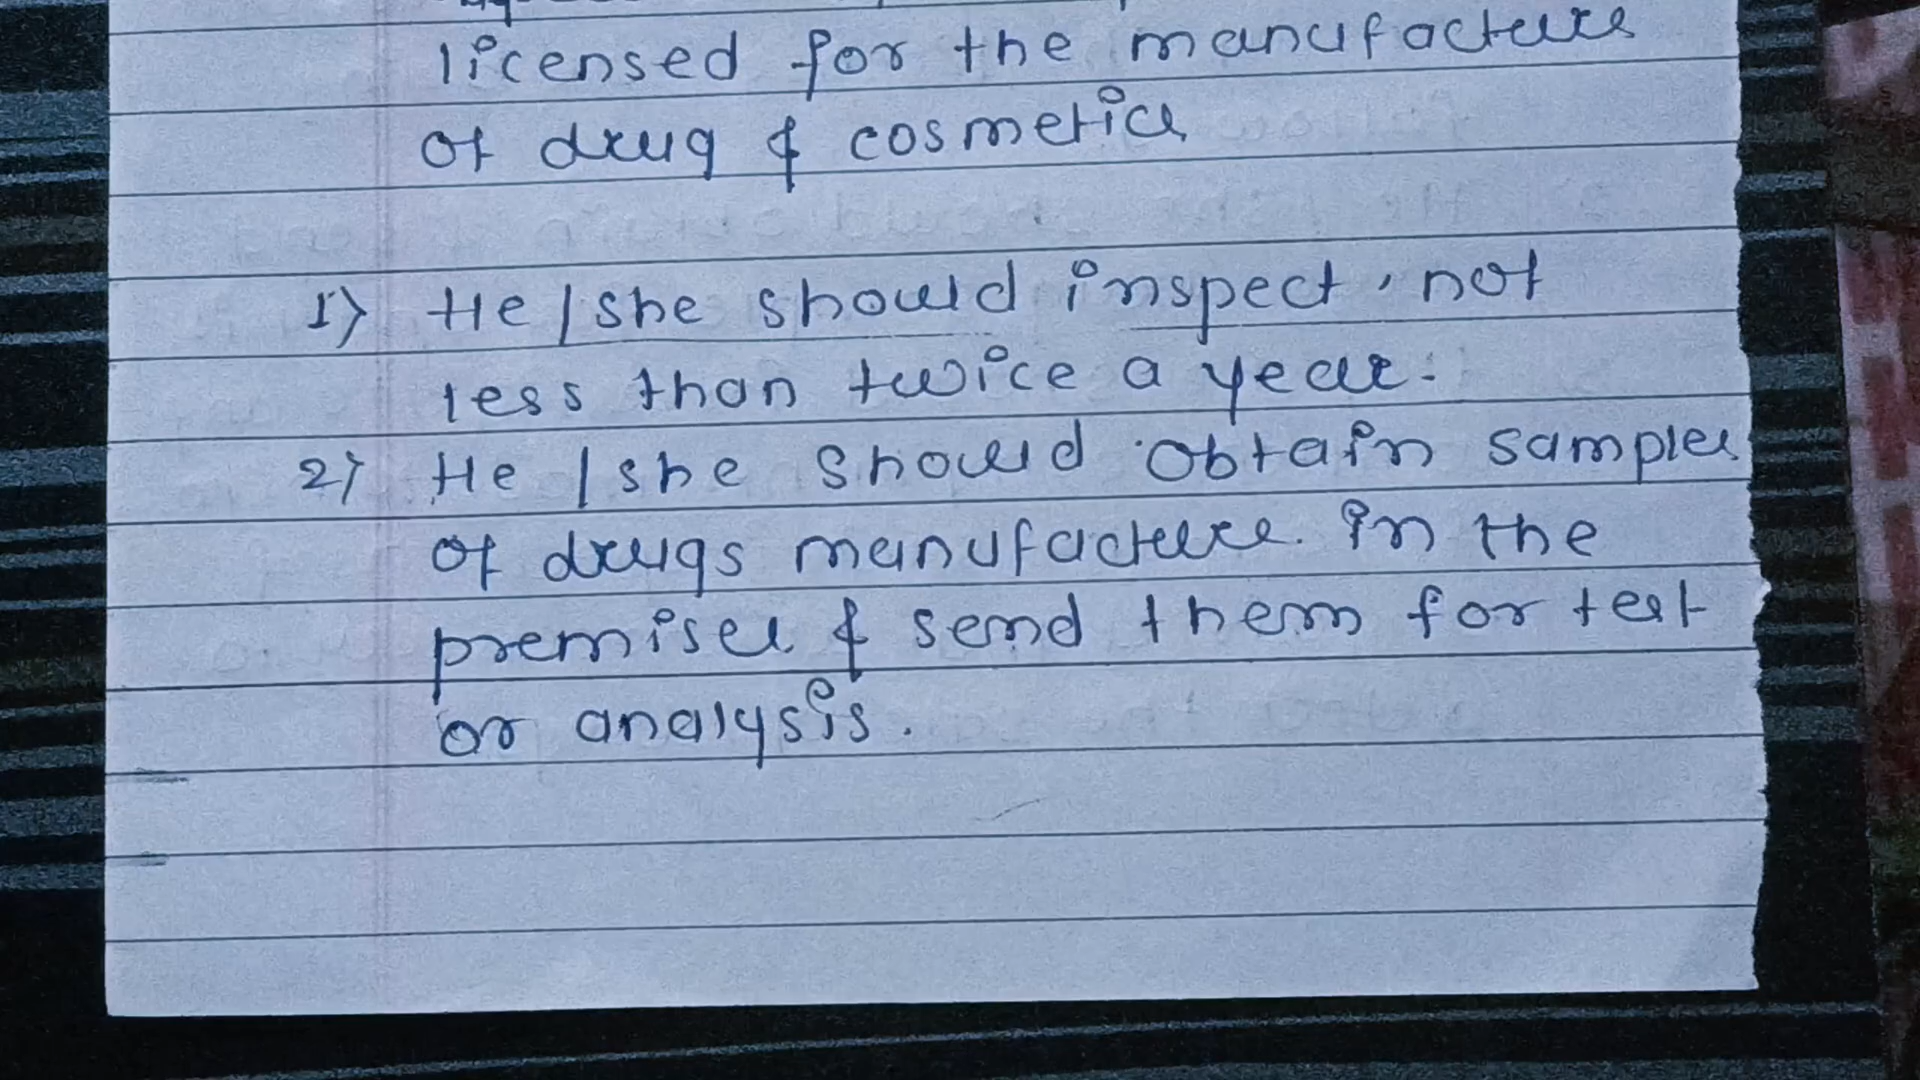 licensed for the manufacture
of drug & cosmetics
1) He / she should inspect, not
less than twice a year.
2) He / she should obtain samples
of drugs manufacture in the
premises & send them for test
or analysis.